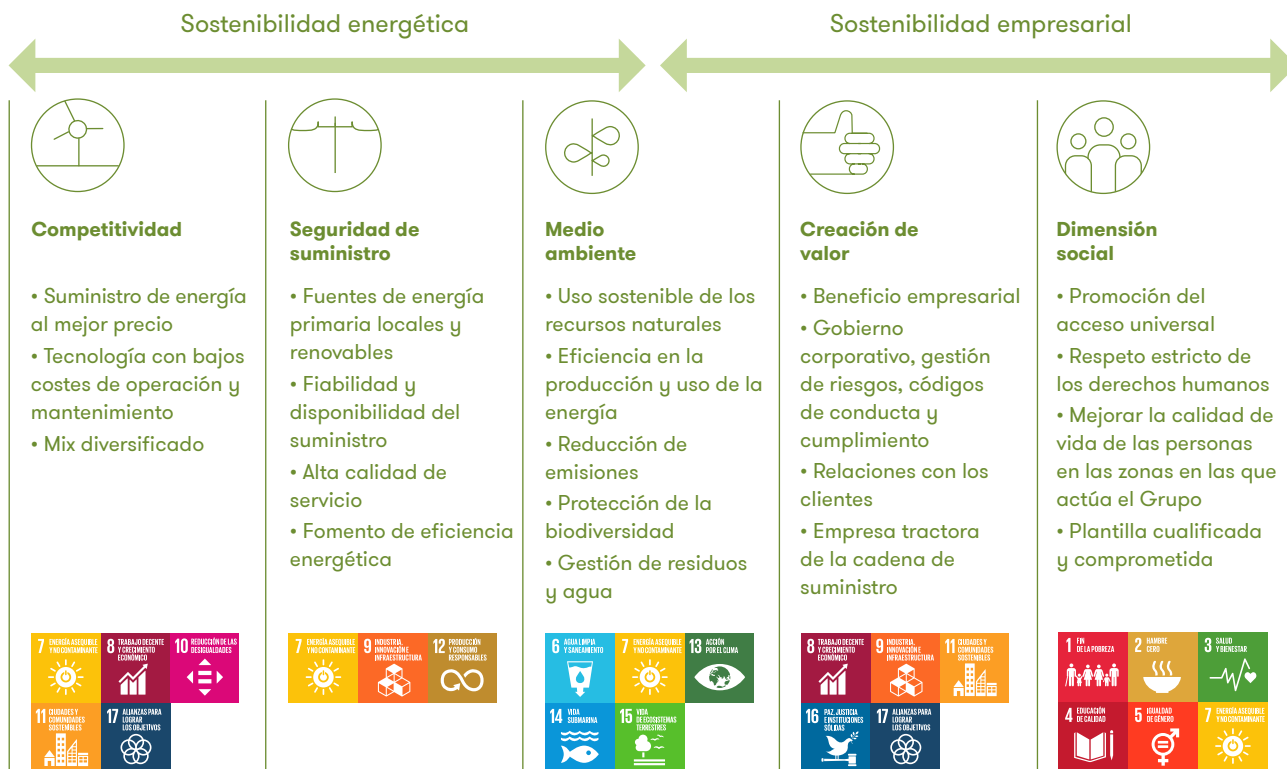 Sostenibilidad energética
Sostenibilidad empresarial
Competitividad
• Suministro de energía
al mejor precio
• Tecnología con bajos
costes de operación y
mantenimiento
• Mix diversificado
7 ENERGÍA ASEQUIBLE
Y NO CONTAMINANTE
8 TRABAJO DECENTE
Y CRECIMIENTO
ECONÓMICO
10 REDUCCIÓN DE LAS
DESIGUALDADES
11 CIUDADES Y
COMUNIDADES
SOSTENIBLES
17 ALIANZAS PARA
LOGRAR
LOS OBJETIVOS
Seguridad de
suministro
• Fuentes de energía
primaria locales y
renovables
• Fiabilidad y
disponibilidad del
suministro
• Alta calidad de
servicio
• Fomento de eficiencia
energética
7 ENERGÍA ASEQUIBLE
Y NO CONTAMINANTE
9 INDUSTRIA,
INNOVACIÓN E
INFRAESTRUCTURA
12 PRODUCCIÓN
Y CONSUMO
RESPONSABLES
Medio
ambiente
• Uso sostenible de los
recursos naturales
• Eficiencia en la
producción y uso de la
energía
• Reducción de
emisiones
• Protección de la
biodiversidad
• Gestión de residuos
y agua
6 AGUA LIMPIA
Y SANEAMIENTO
7 ENERGÍA ASEQUIBLE
Y NO CONTAMINANTE
13 ACCIÓN
POR EL CLIMA
14 VIDA
SUBMARINA
15 VIDA
DE ECOSISTEMAS
TERRESTRES
Creación de
valor
• Beneficio empresarial
• Gobierno
corporativo, gestión
de riesgos, códigos
de conducta y
cumplimiento
• Relaciones con los
clientes
• Empresa tractora
de la cadena de
suministro
8 TRABAJO DECENTE
Y CRECIMIENTO
ECONÓMICO
9 INDUSTRIA,
INNOVACIÓN E
INFRAESTRUCTURA
11 CIUDADES Y
COMUNIDADES
SOSTENIBLES
16 PAZ, JUSTICIA
E INSTITUCIONES
SÓLIDAS
17 ALIANZAS PARA
LOGRAR
LOS OBJETIVOS
Dimensión
social
• Promoción del
acceso universal
• Respeto estricto de
los derechos humanos
• Mejorar la calidad de
vida de las personas
en las zonas en las que
actúa el Grupo
• Plantilla cualificada
y comprometida
1 FIN
DE LA POBREZA
2 HAMBRE
CERO
3 SALUD
Y BIENESTAR
4 EDUCACIÓN
DE CALIDAD
5 IGUALDAD
DE GÉNERO
7 ENERGÍA ASEQUIBLE
Y NO CONTAMINANTE